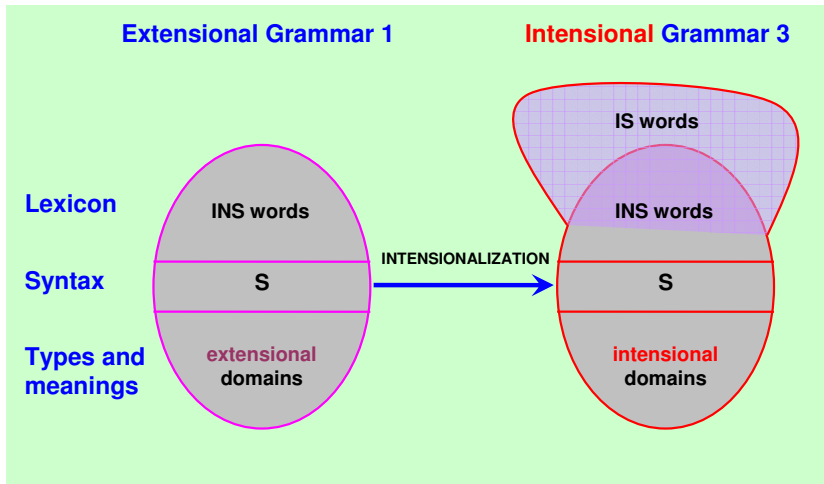 Extensional Grammar 1
Intensional Grammar 3
IS words
Lexicon
INS words
INS words
INTENSIONALIZATION
Syntax
S
S
Types and
meanings
extensional
domains
intensional
domains